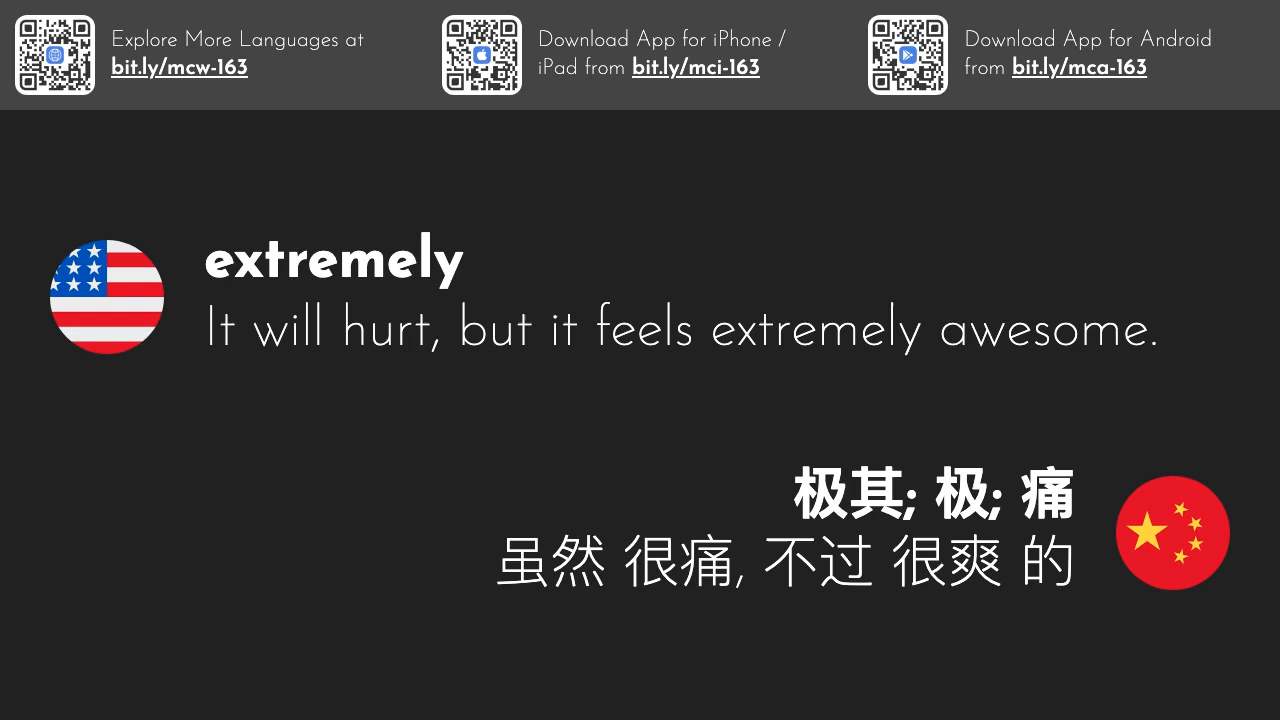 Explore More Languages at
bit.ly/mcw-163
Download App for iPhone /
iPad from bit.ly/mci-163
Download App for Android
from bit.ly/mca-163
extremely
It will hurt, but it feels extremely awesome.
极其; 极; 痛
虽然 很痛, 不过 很爽 的